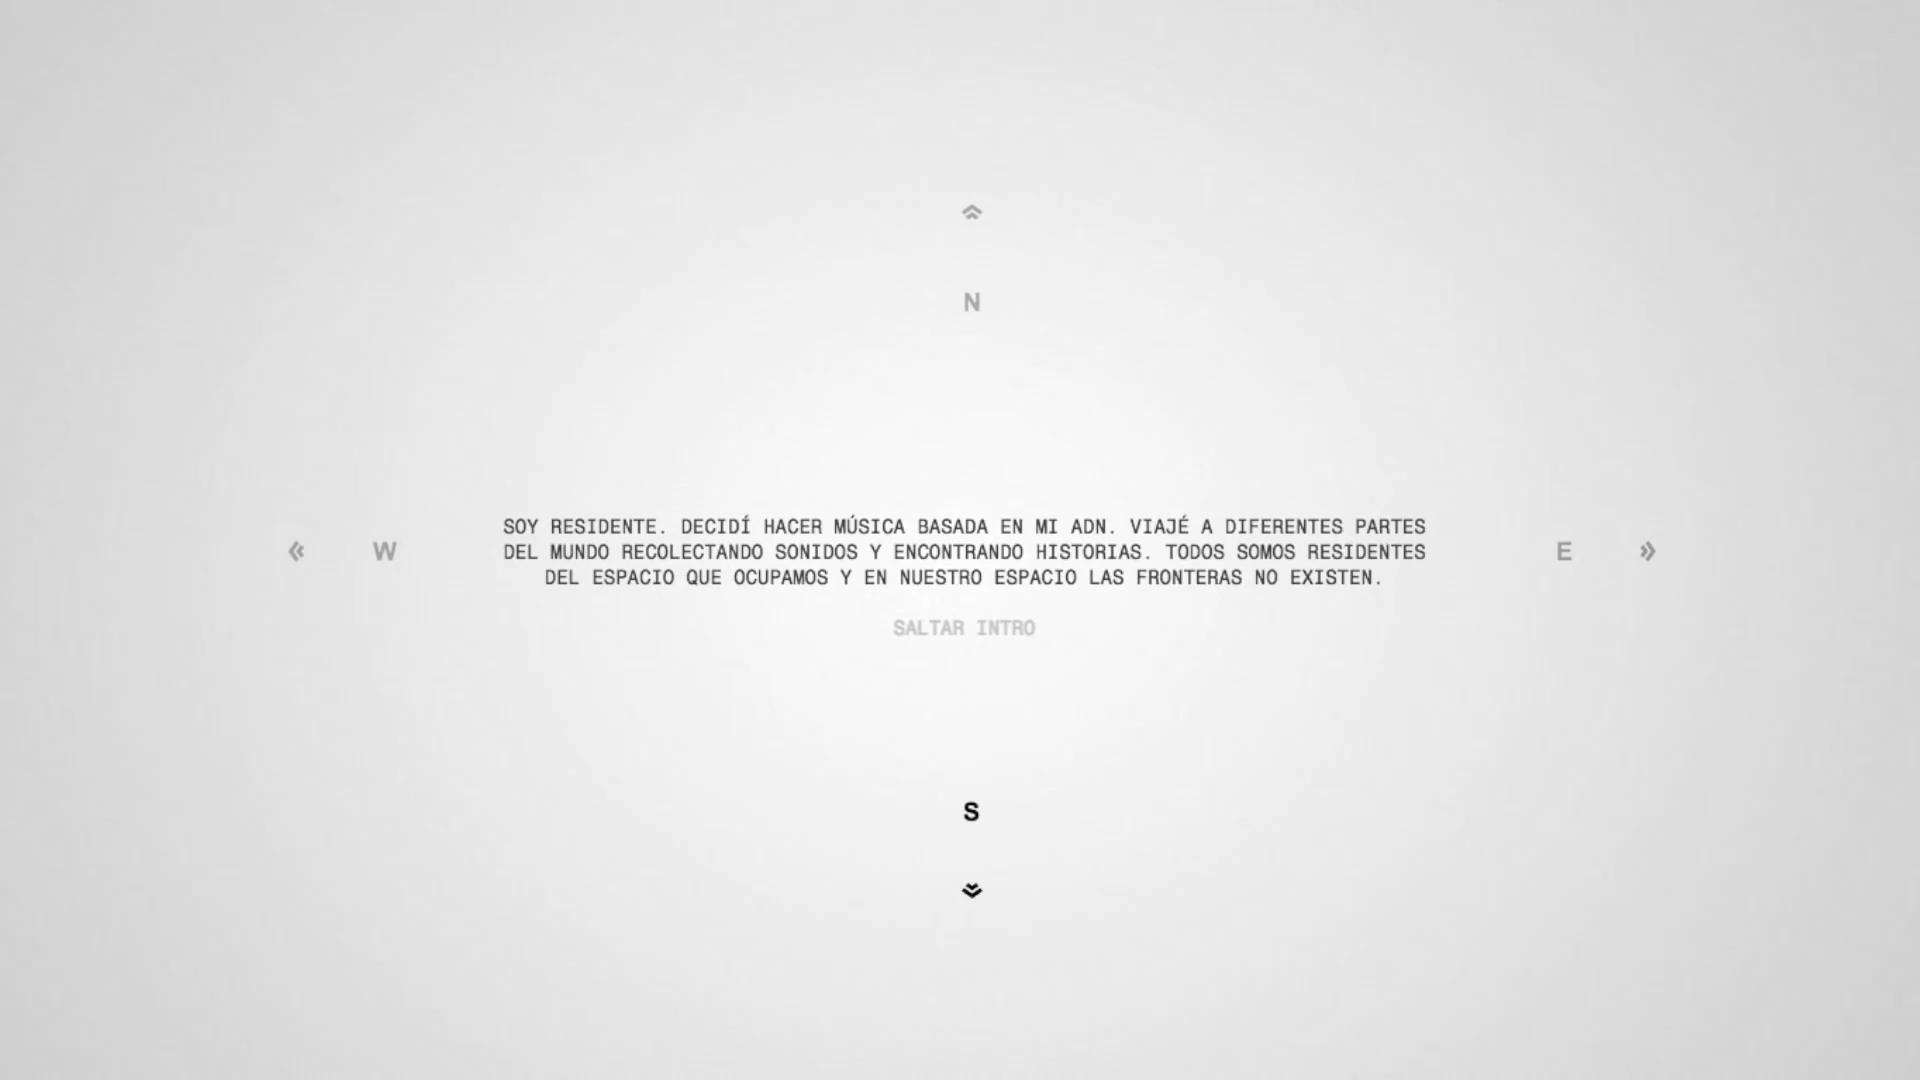 N
W
SOY RESIDENTE. DECIDÍ HACER MÚSICA BASADA EN MI ADN. VIAJÉ A DIFERENTES PARTES
DEL MUNDO RECOLECTANDO SONIDOS Y ENCONTRANDO HISTORIAS. TODOS SOMOS RESIDENTES
DEL ESPACIO QUE OCUPAMOS Y EN NUESTRO ESPACIO LAS FRONTERAS NO EXISTEN.
E
SALTAR INTRO
S